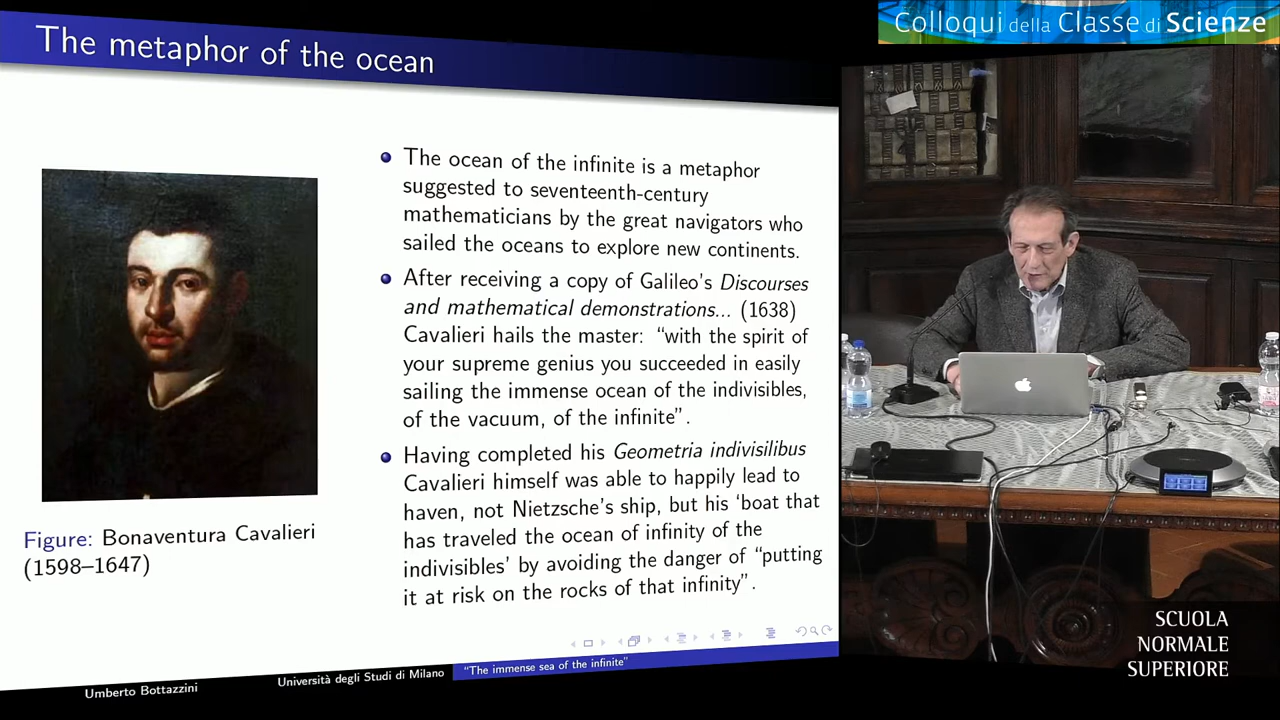 The metaphor of the ocean
Colloqui della Classe di Scienze
The ocean of the infinite is a metaphor
suggested to seventeenth-century
mathematicians by the great navigators who
sailed the oceans to explore new continents.
After receiving a copy of Galileo's Discourses
and mathematical demonstrations... (1638)
Cavalieri hails the master: "with the spirit of
your supreme genius you succeeded in easily
sailing the immense ocean of the indivisibles,
of the vacuum, of the infinite".
Having completed his Geometria indivisilibus
Cavalieri himself was able to happily lead to
haven, not Nietzsche's ship, but his 'boat that
has traveled the ocean of infinity of the
indivisibles' by avoiding the danger of "putting
it at risk on the rocks of that infinity".
Figure: Bonaventura Cavalieri
(1598–1647)
Umberto Bottazzini
Università degli Studi di Milano
"The immense sea of the infinite"
SCUOLA
NORMALE
SUPERIORE